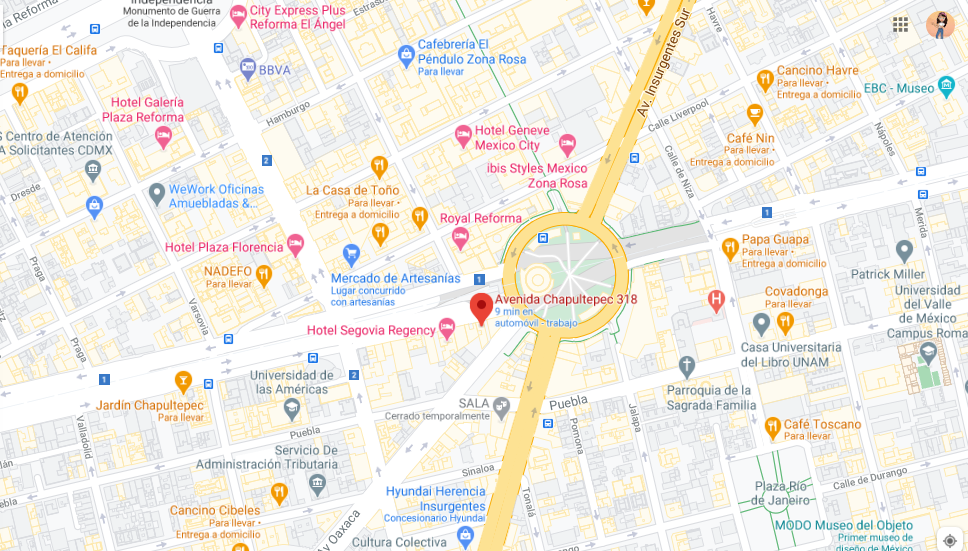 la Reforma
Independencia
Monumento de Guerra
de la Independencia
City Express Plus
Reforma El Ángel
Taquería El Califa
Para llevar •
Entrega a domicilio
BBVA
Cafebrería El
Péndulo Zona Rosa
Para llevar
Av. Insurgentes Sur
Havre
Cancino Havre
Para llevar •
Entrega a domicilio
EBC - Museo
Hotel Galería
Plaza Reforma
Hamburgo
Calle Liverpool
Nápoles
Centro de Atención
A Solicitantes CDMX
Hotel Geneve
Mexico City
Café Nin
Para llevar •
Entrega a domicilio
2
ibis Styles Mexico
Zona Rosa
Calle de Niza
Dresde
WeWork Oficinas
Amuebladas &...
La Casa de Toño
Para llevar •
Entrega a domicilio
Royal Reforma
1
Merida
Hotel Plaza Florencia
Papa Guapa
Para llevar •
Entrega a domicilio
Praga
NADEFO
Para llevar •
Entrega a domicilio
Mercado de Artesanías
Lugar concurrido
con artesanías
1
Patrick Miller
Avenida Chapultepec 318
9 min en
automóvil - trabajo
H
Covadonga
Para llevar •
Entrega a domicilio
Universidad
del Valle
de México
Campus Roma
Praga
Varsovia
Hotel Segovia Regency
Casa Universitaria
del Libro UNAM
1
2
Universidad de
las Américas
Jardín Chapultepec
Para llevar
SALA
Cerrado temporalmente
Puebla
Parroquia de la
Sagrada Familia
Valladolid
Puebla
Pomona
Jalapa
Café Toscano
Para llevar
Servicio De
Administración Tributaria
Sinaloa
Calle de Durango
Hyundai Herencia
Insurgentes
Concesionario Hyundai
Tonalá
Plaza Río
de Janeiro
Cancino Cibeles
Para llevar •
Entrega a domicilio
Av Oaxaca
Cultura Colectiva
MODO Museo del Objeto
Primer museo de
diseño de México